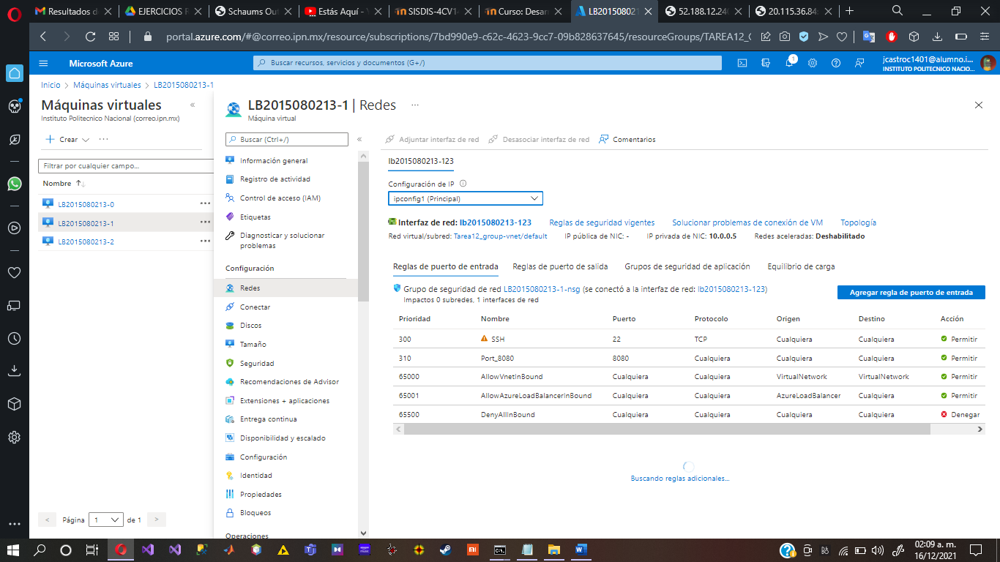 Resultados d
EJERCICIOS R
Schaums Out
Estás Aquí -
SISDIS-4CV1
Curso: Desar
LB20150802
52.188.12.24
20.115.36.84
portal.azure.com/#@correo.ipn.mx/resource/subscriptions/7bd990e9-c62c-4623-9cc7-09b828637645/resourceGroups/TAREA12_
Microsoft Azure
Buscar recursos, servicios y documentos (G+/)
1
jcastroc1401@alumno.i...
INSTITUTO POLITECNICO NACIO...
Inicio > Máquinas virtuales > LB2015080213-1
Máquinas virtuales
Instituto Politecnico Nacional (correo.ipn.mx)
Crear
Filtrar por cualquier campo...
Nombre
LB2015080213-0
LB2015080213-1
LB2015080213-2
Página 1 de 1
LB2015080213-1 | Redes
Máquina virtual
Buscar (Ctrl+/)
Información general
Registro de actividad
Control de acceso (IAM)
Etiquetas
Diagnosticar y solucionar
problemas
Configuración
Redes
Conectar
Discos
Tamaño
Seguridad
Recomendaciones de Advisor
Extensiones + aplicaciones
Entrega continua
Disponibilidad y escalado
Configuración
Identidad
Propiedades
Bloqueos
Operaciones
Adjuntar interfaz de red Desasociar interfaz de red Comentarios
lb2015080213-123
Configuración de IP
ipconfig1 (Principal)
Interfaz de red: lb2015080213-123 Reglas de seguridad vigentes Solucionar problemas de conexión de VM Topología
Red virtual/subred: Tarea12_group-vnet/default IP pública de NIC: - IP privada de NIC: 10.0.0.5 Redes aceleradas: Deshabilitado
Reglas de puerto de entrada Reglas de puerto de salida Grupos de seguridad de aplicación Equilibrio de carga
Grupo de seguridad de red LB2015080213-1-nsg (se conectó a la interfaz de red: lb2015080213-123)
Impactos 0 subredes, 1 interfaces de red
Agregar regla de puerto de entrada
Prioridad Nombre Puerto Protocolo Origen Destino Acción
300 SSH 22 TCP Cualquiera Cualquiera Permitir
310 Port_8080 8080 Cualquiera Cualquiera Cualquiera Permitir
65000 AllowVnetInBound Cualquiera Cualquiera VirtualNetwork VirtualNetwork Permitir
65001 AllowAzureLoadBalancerInBound Cualquiera Cualquiera AzureLoadBalancer Cualquiera Permitir
65500 DenyAllInBound Cualquiera Cualquiera Cualquiera Cualquiera Denegar
Buscando reglas adicionales...
02:09 a. m.
16/12/2021